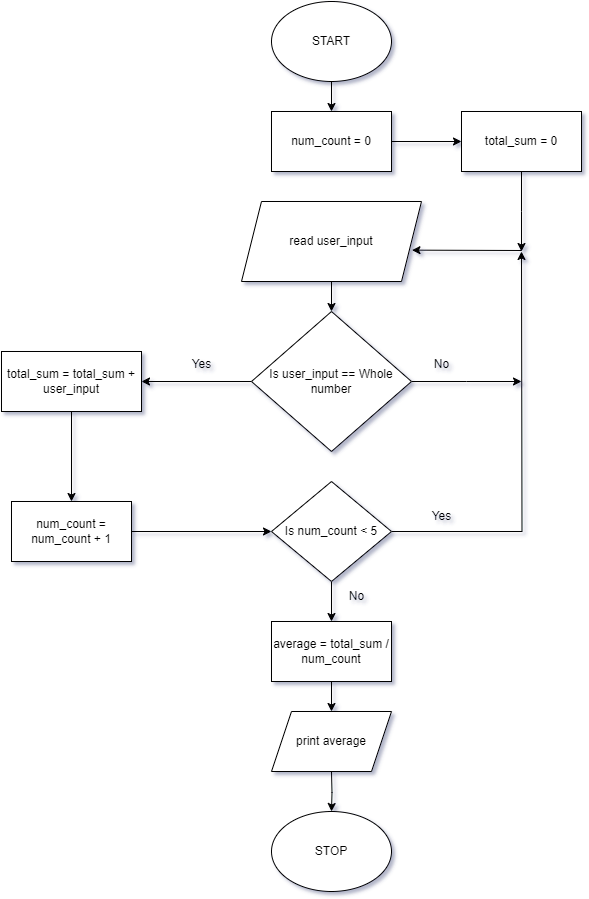 START
num_count = 0
total_sum = 0
read user_input
Is user_input == Whole
number
Yes
No
total_sum = total_sum +
user_input
num_count =
num_count + 1
Is num_count < 5
Yes
No
average = total_sum /
num_count
print average
STOP